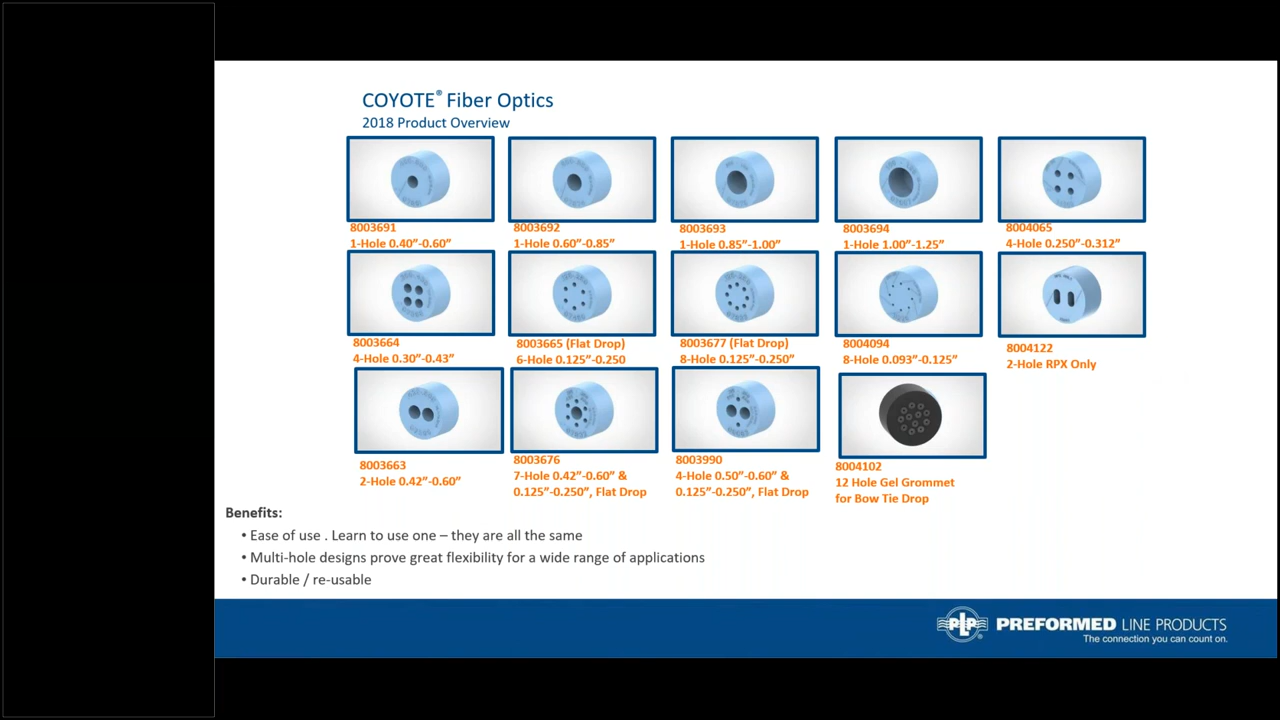 COYOTE® Fiber Optics
2018 Product Overview
8003691
1-Hole 0.40”-0.60”
8003692
1-Hole 0.60”-0.85”
8003693
1-Hole 0.85”-1.00”
8003694
1-Hole 1.00”-1.25”
8004065
4-Hole 0.250”-0.312”
8003664
4-Hole 0.30”-0.43”
8003665 (Flat Drop)
6-Hole 0.125”-0.250
8003677 (Flat Drop)
8-Hole 0.125”-0.250”
8004094
8-Hole 0.093”-0.125”
8004122
2-Hole RPX Only
8003663
2-Hole 0.42”-0.60”
8003676
7-Hole 0.42”-0.60” &
0.125”-0.250”, Flat Drop
8003990
4-Hole 0.50”-0.60” &
0.125”-0.250”, Flat Drop
8004102
12 Hole Gel Grommet
for Bow Tie Drop
Benefits:
• Ease of use . Learn to use one – they are all the same
• Multi-hole designs prove great flexibility for a wide range of applications
• Durable / re-usable
PLP® PREFORMED LINE PRODUCTS
The connection you can count on.